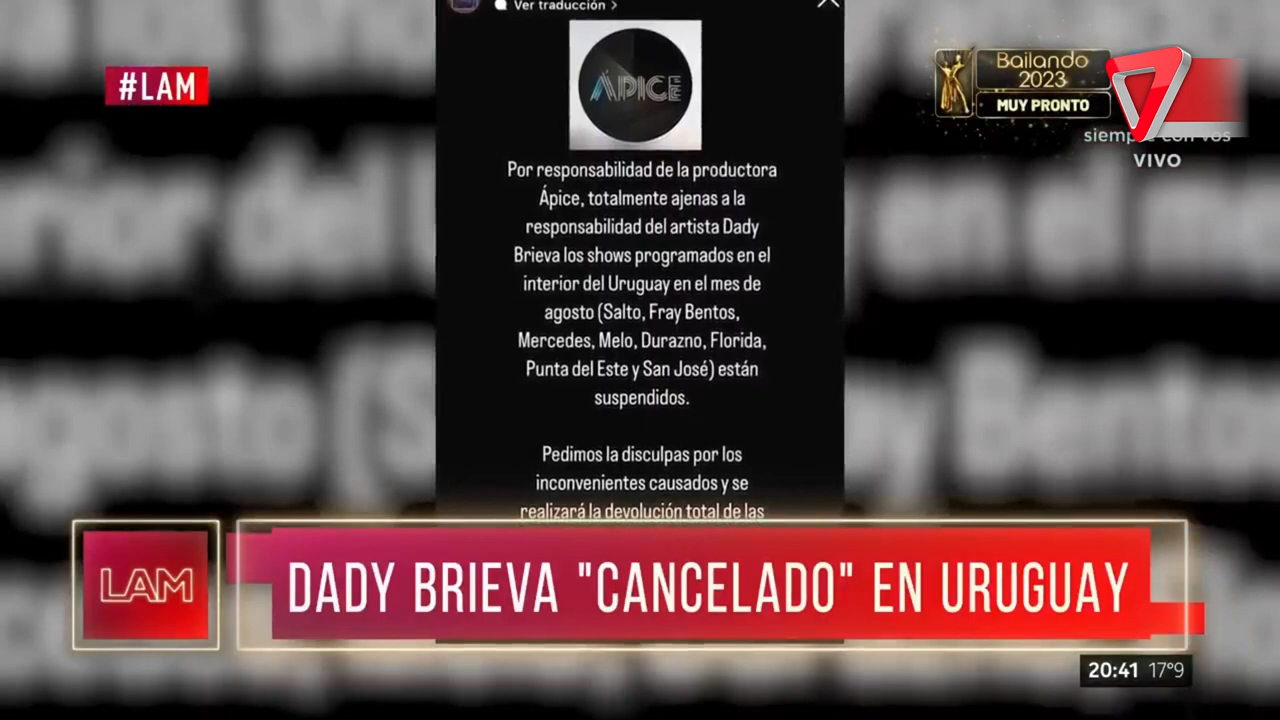 Ver traducción >
#LAM
Bailando
2023
MUY PRONTO
siempre con vos
VIVO
ÁPICE
Por responsabilidad de la productora
Ápice, totalmente ajenas a la
responsabilidad del artista Dady
Brieva los shows programados en el
interior del Uruguay en el mes de
agosto (Salto, Fray Bentos,
Mercedes, Melo, Durazno, Florida,
Punta del Este y San José) están
suspendidos.
Pedimos la disculpas por los
inconvenientes causados y se
realizará la devolución total de las
LAM
DADY BRIEVA "CANCELADO" EN URUGUAY
20:41 17°9